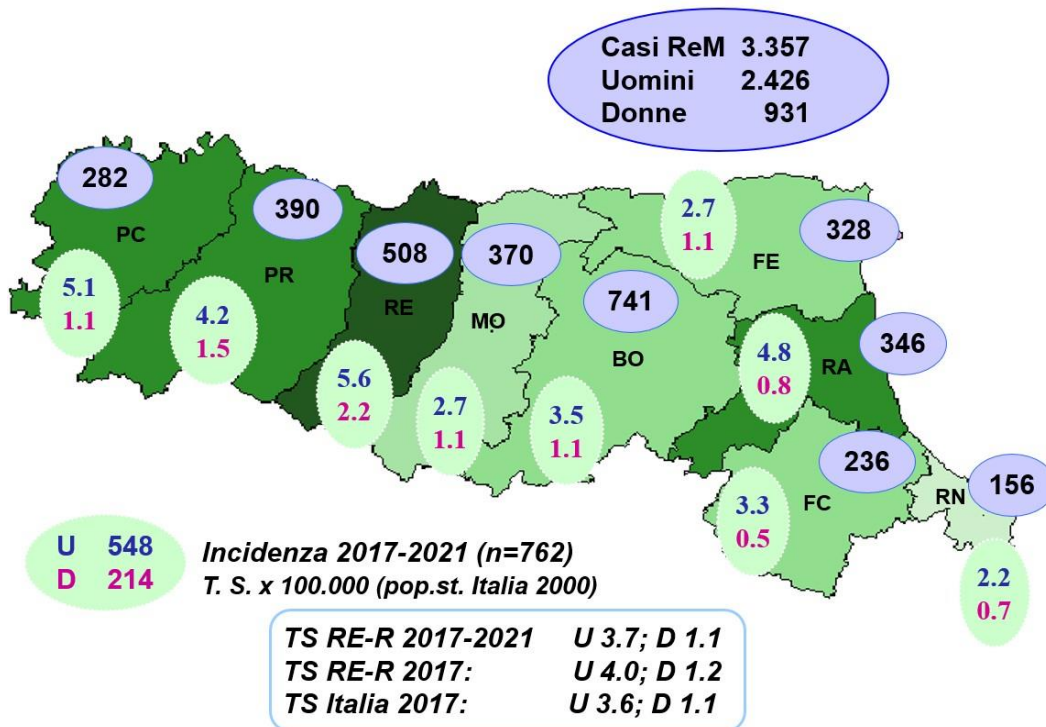 Casi ReM 3.357
Uomini 2.426
Donne 931
282
PC
5.1
1.1
390
PR
4.2
1.5
508
RE
5.6
2.2
370
MO
2.7
1.1
741
BO
3.5
1.1
2.7
1.1
328
FE
346
RA
4.8
0.8
236
FC
3.3
0.5
156
RN
2.2
0.7
U 548
D 214
Incidenza 2017-2021 (n=762)
T. S. x 100.000 (pop.st. Italia 2000)
TS RE-R 2017-2021 U 3.7; D 1.1
TS RE-R 2017: U 4.0; D 1.2
TS Italia 2017: U 3.6; D 1.1